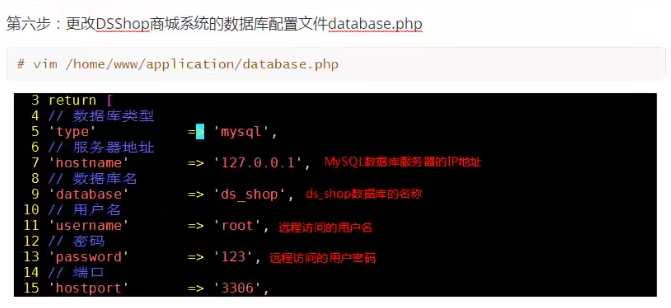 第六步：更改DSShop商城系统的数据库配置文件database.php
# vim /home/www/application/database.php
3 return [
4 // 数据库类型
5 'type' => 'mysql',
6 // 服务器地址
7 'hostname' => '127.0.0.1', MySQL数据库服务器的IP地址
8 // 数据库名
9 'database' => 'ds_shop', ds_shop数据库的名称
10 // 用户名
11 'username' => 'root', 远程访问的用户名
12 // 密码
13 'password' => '123', 远程访问的用户密码
14 // 端口
15 'hostport' => '3306',